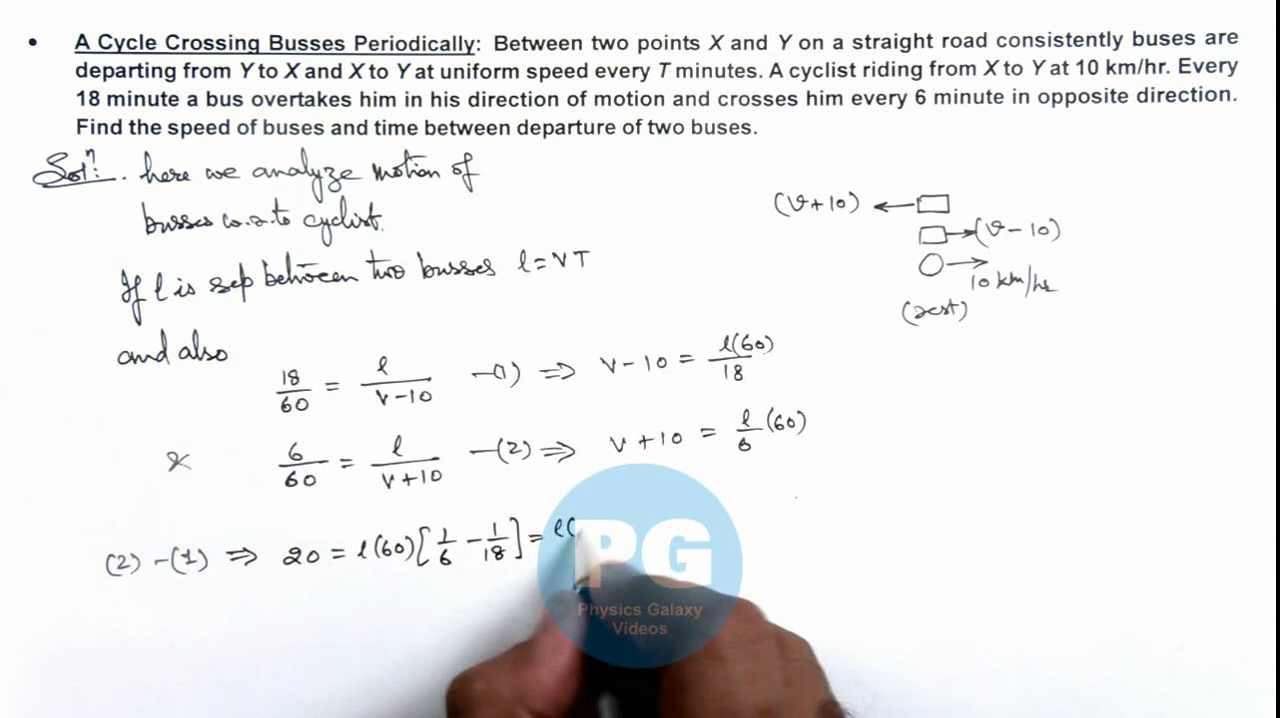 • A Cycle Crossing Busses Periodically: Between two points X and Y on a straight road consistently buses are
departing from Y to X and X to Y at uniform speed every T minutes. A cyclist riding from X to Y at 10 km/hr. Every
18 minute a bus overtakes him in his direction of motion and crosses him every 6 minute in opposite direction.
Find the speed of buses and time between departure of two buses.
Solⁿ: here we analyze motion of
busses w.r.to cyclist.
If l is sep between two busses l = VT
and also
18/60 = l/(v-10) —(1) ⇒ v-10 = l(60)/18
& 6/60 = l/(v+10) —(2) ⇒ v+10 = l/6 (60)
(2) -(1) ⇒ 20 = l(60)[1/6 - 1/18] = l(
(v+10) ←
→ (v-10)
→ 10 km/hr
(rest)
PG
Physics Galaxy
Videos